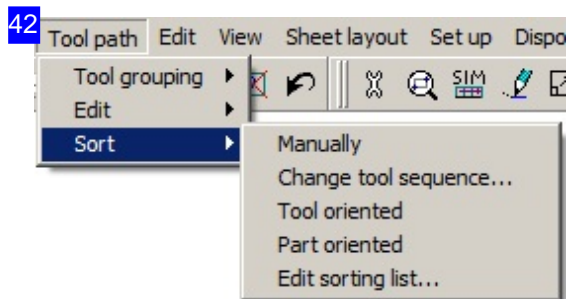 42
Tool path Edit View Sheet layout Set up Dispo
Tool grouping
SIM
Edit
Sort
Manually
Change tool sequence...
Tool oriented
Part oriented
Edit sorting list...